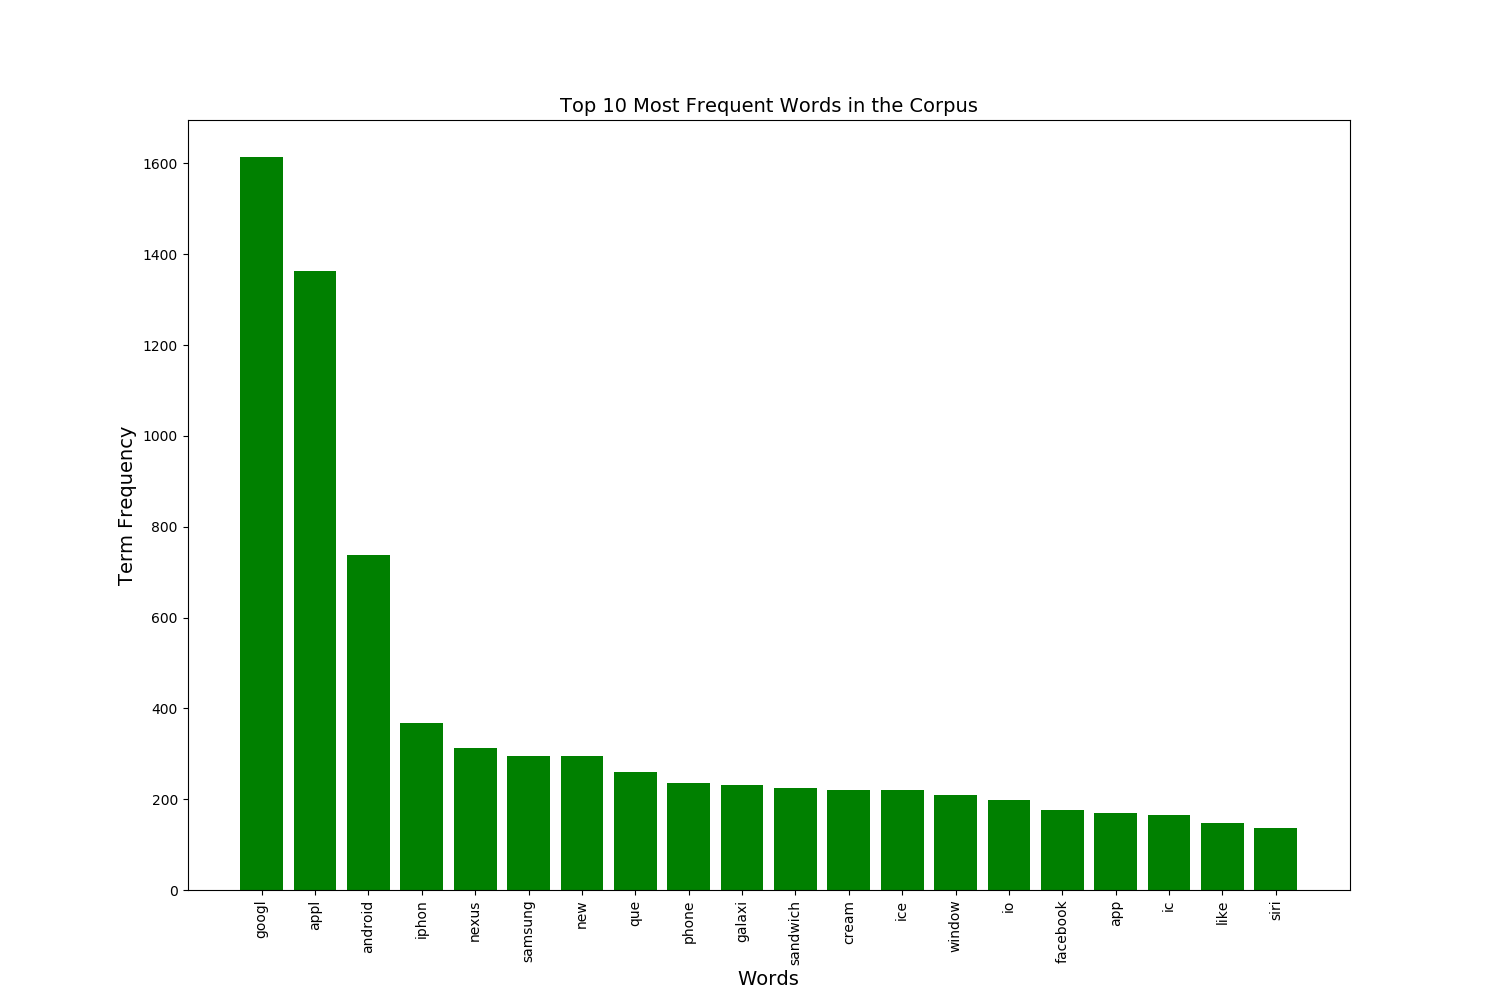 Top 10 Most Frequent Words in the Corpus
Term Frequency
1600
1400
1200
1000
800
600
400
200
0
googl
appl
android
iphon
nexus
samsung
new
que
phone
galaxi
sandwich
cream
ice
window
io
facebook
app
ic
like
siri
Words